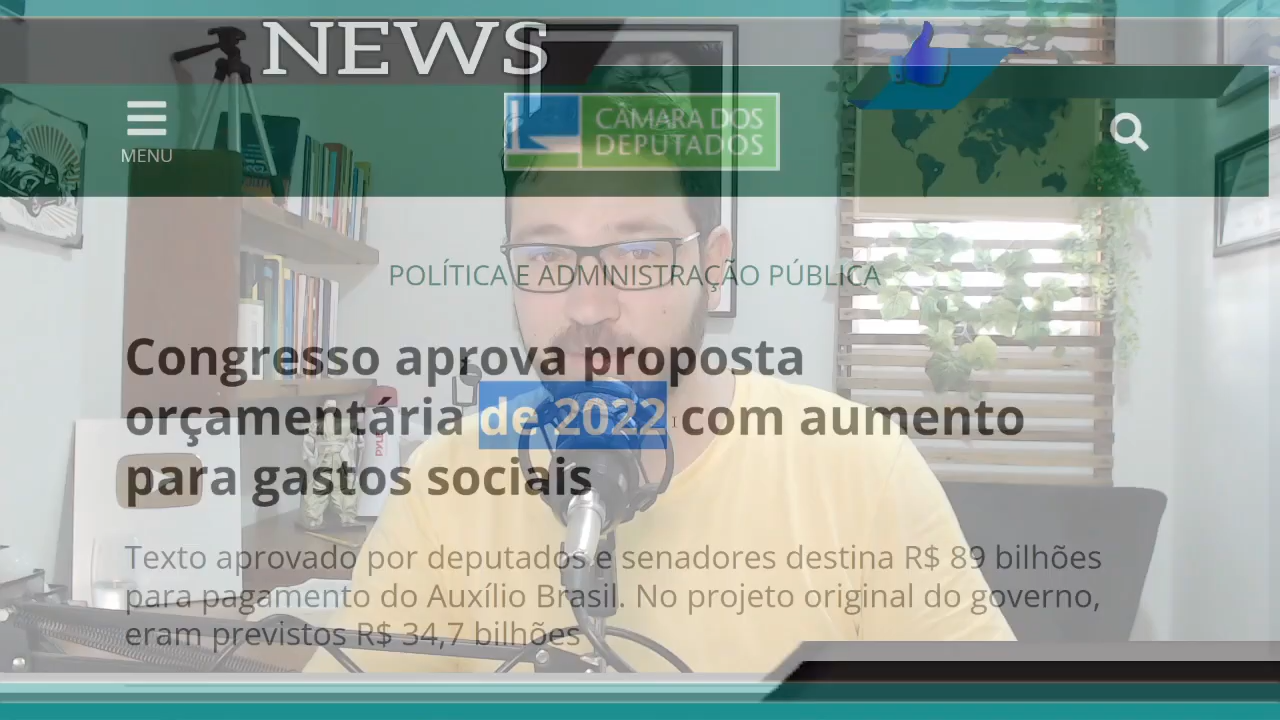 NEWS
MENU
CÂMARA DOS
DEPUTADOS
POLÍTICA E ADMINISTRAÇÃO PÚBLICA
Congresso aprova proposta
orçamentária de 2022 com aumento
para gastos sociais
Texto aprovado por deputados e senadores destina R$ 89 bilhões
para pagamento do Auxílio Brasil. No projeto original do governo,
eram previstos R$ 34,7 bilhões